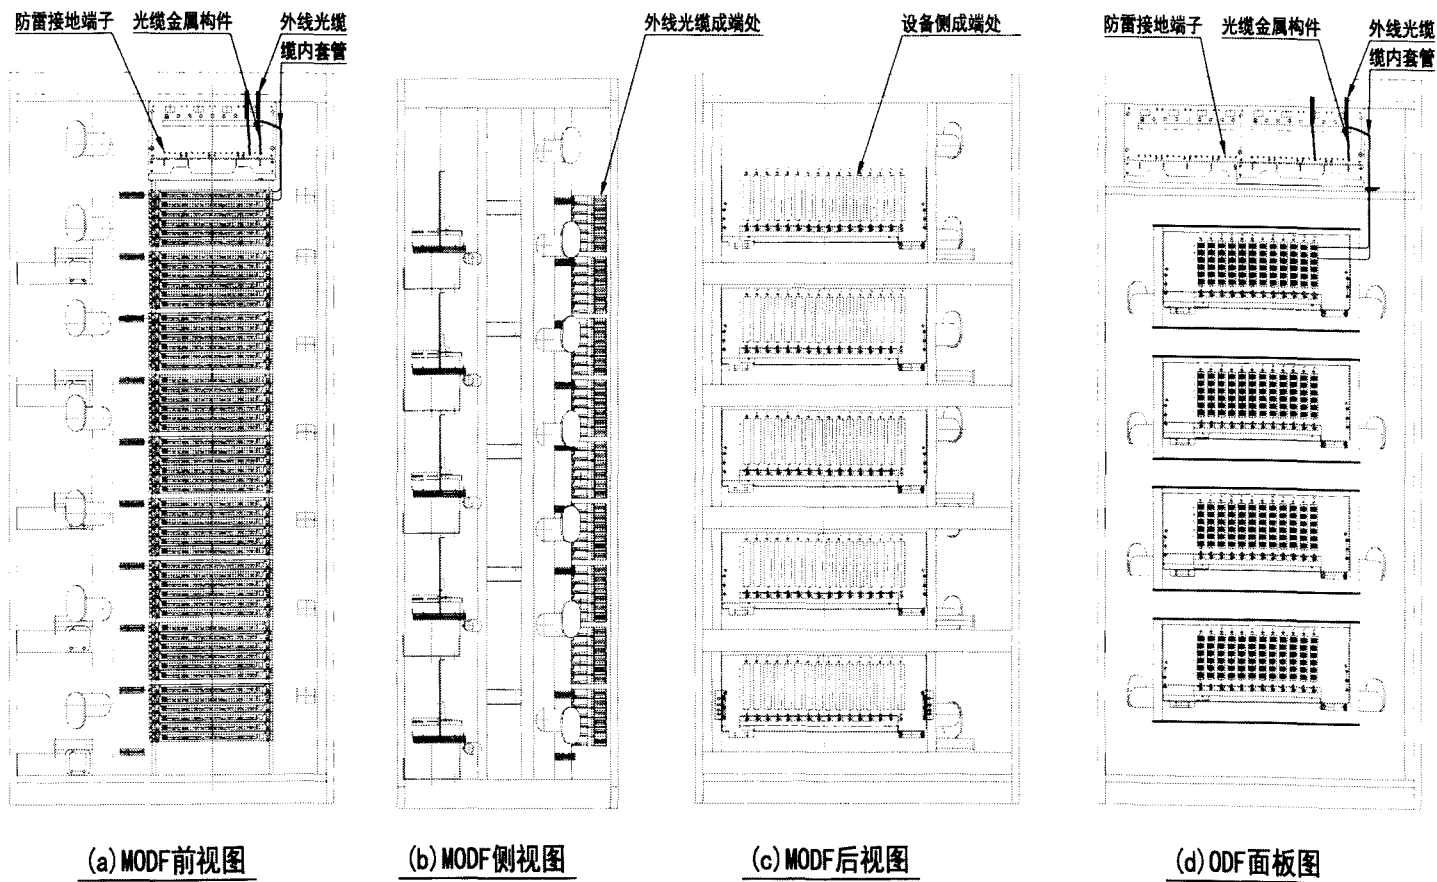 防雷接地端子 光缆金属构件 外线光缆
缆内套管
外线光缆成端处
设备侧成端处
防雷接地端子 光缆金属构件 外线光缆
缆内套管
(a)MODF前视图
(b)MODF侧视图
(c)MODF后视图
(d)ODF面板图